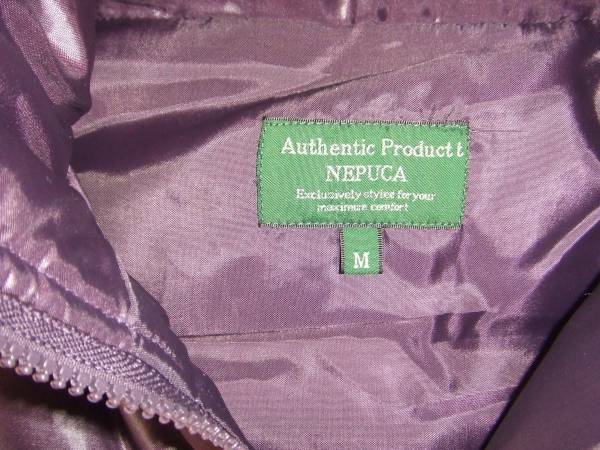 Authentic Productt
NEPUCA
Exclusively styles for your
maximum comfort
M